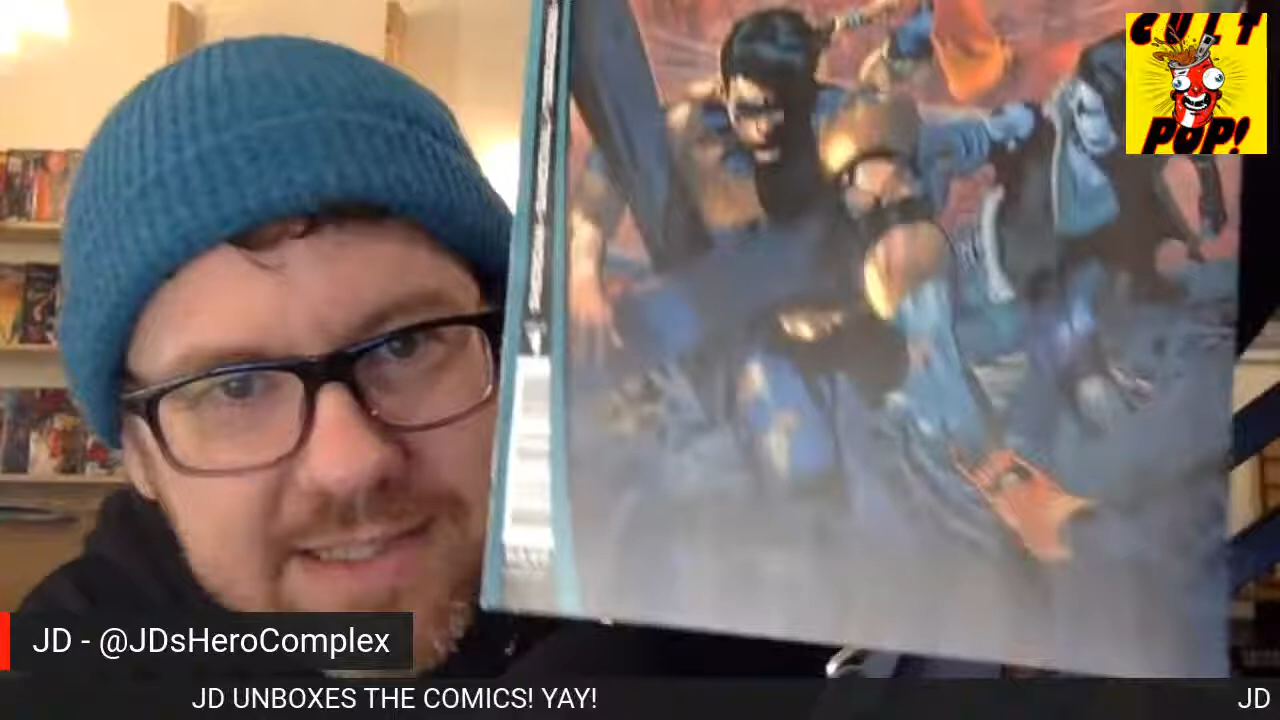 CULT
POP!
JD - @JDsHeroComplex
JD UNBOXES THE COMICS! YAY!
JD